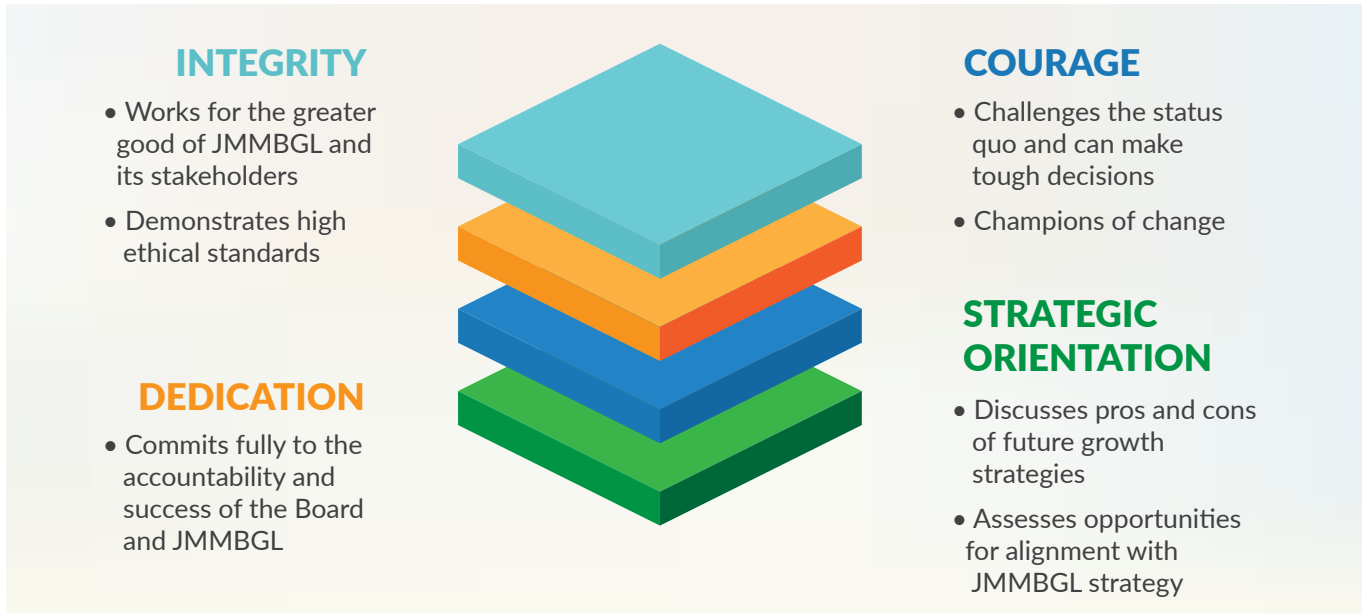 INTEGRITY
• Works for the greater
good of JMMBGL and
its stakeholders
• Demonstrates high
ethical standards
DEDICATION
• Commits fully to the
accountability and
success of the Board
and JMMBGL
COURAGE
• Challenges the status
quo and can make
tough decisions
• Champions of change
STRATEGIC
ORIENTATION
• Discusses pros and cons
of future growth
strategies
• Assesses opportunities
for alignment with
JMMBGL strategy